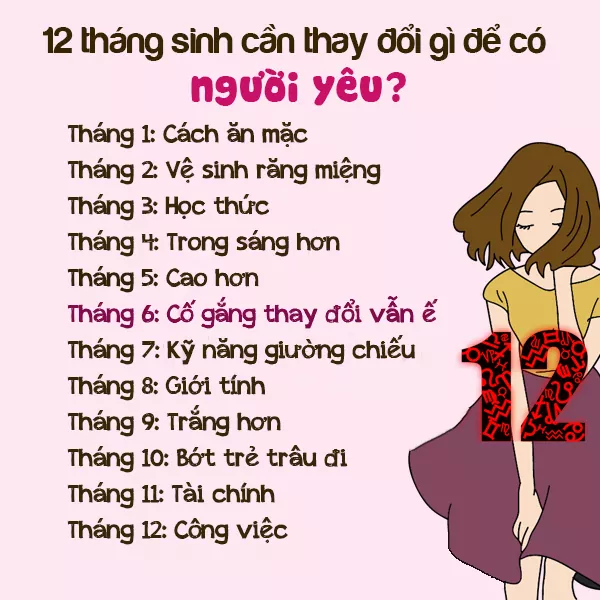 12 tháng sinh cần thay đổi gì để có
người yêu?
Tháng 1: Cách ăn mặc
Tháng 2: Vệ sinh răng miệng
Tháng 3: Học thức
Tháng 4: Trong sáng hơn
Tháng 5: Cao hơn
Tháng 6: Cố gắng thay đổi vẫn ế
Tháng 7: Kỹ năng giường chiếu
Tháng 8: Giới tính
Tháng 9: Trắng hơn
Tháng 10: Bớt trẻ trâu đi
Tháng 11: Tài chính
Tháng 12: Công việc
12